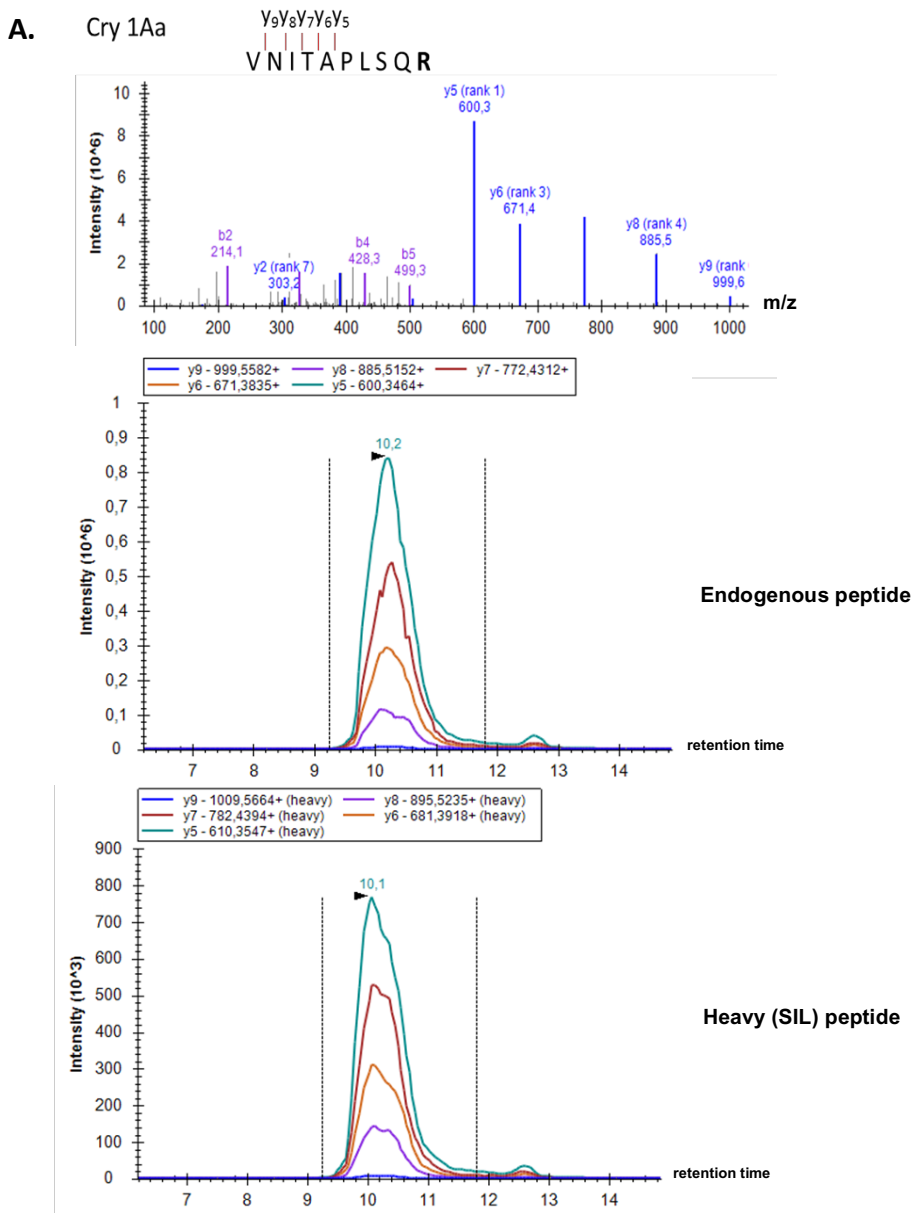 A.
Cry 1Aa
y9y8y7y6y5
VNITAPLSQR
Intensity (10^6)
10
8
6
4
2
0
y5 (rank 1)
600,3
y6 (rank 3)
671,4
y8 (rank 4)
885,5
b2
214,1
y2 (rank 7)
303,2
b4
428,3
b5
499,3
y9 (rank
999,6
100 200 300 400 500 600 700 800 900 1000
m/z
y9 - 999,5582+ y8 - 885,5152+ y7 - 772,4312+
y6 - 671,3835+ y5 - 600,3464+
Intensity (10^6)
1
0,9
0,8
0,7
0,6
0,5
0,4
0,3
0,2
0,1
0
10,2
Endogenous peptide
retention time
7 8 9 10 11 12 13 14
y9 - 1009,5664+ (heavy) y8 - 895,5235+ (heavy)
y7 - 782,4394+ (heavy) y6 - 681,3918+ (heavy)
y5 - 610,3547+ (heavy)
Intensity (10^3)
900
800
700
600
500
400
300
200
100
0
10,1
Heavy (SIL) peptide
retention time
7 8 9 10 11 12 13 14